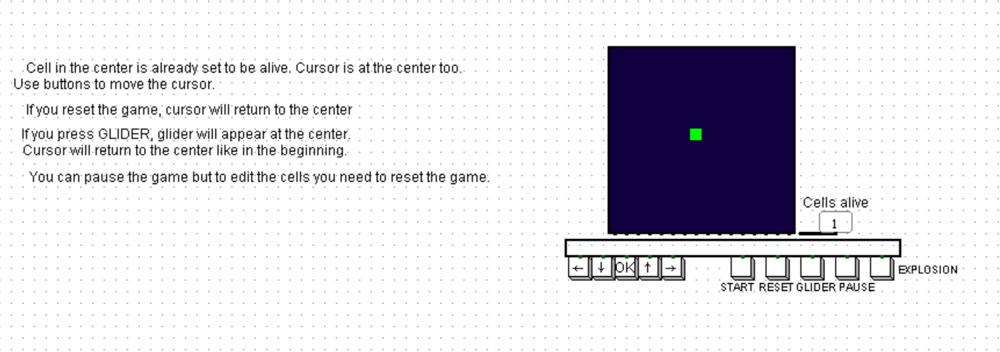 Cell in the center is already set to be alive. Cursor is at the center too.
Use buttons to move the cursor.
If you reset the game, cursor will return to the center
If you press GLIDER, glider will appear at the center.
Cursor will return to the center like in the beginning.
You can pause the game but to edit the cells you need to reset the game.
Cells alive
1
← ↓ OK ↑ →
EXPLOSION
START RESET GLIDER PAUSE